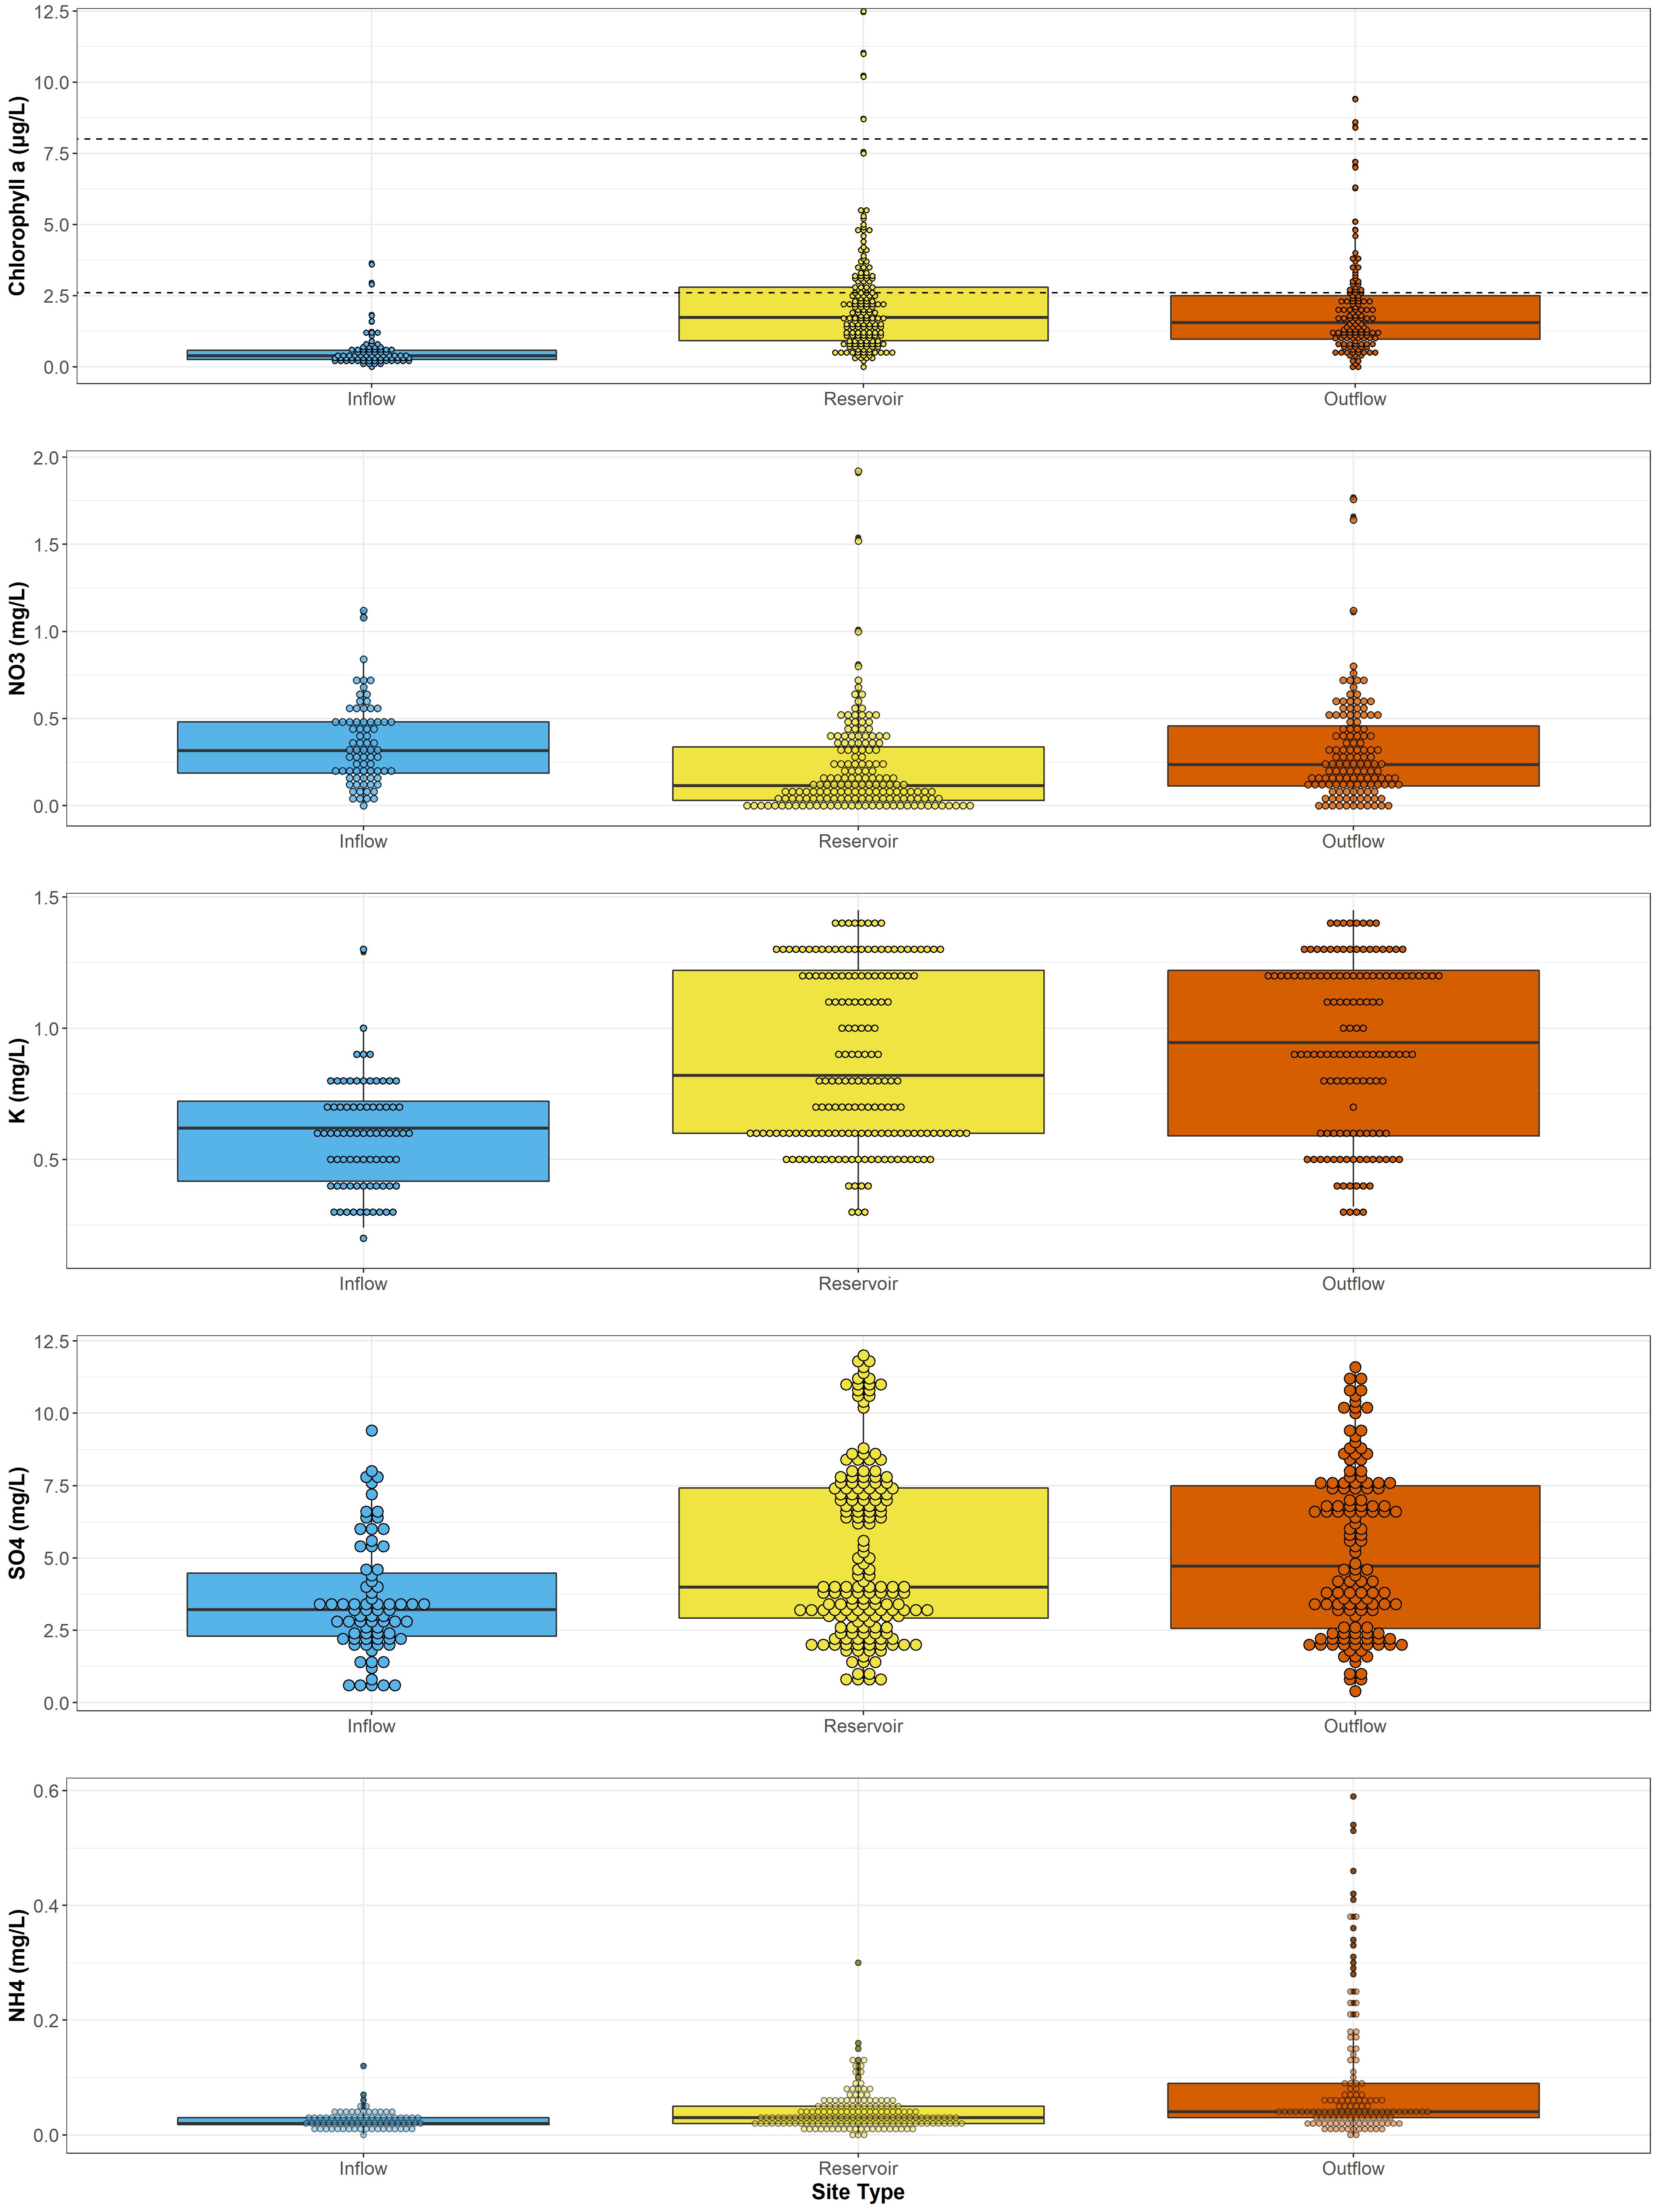 Chlorophyll a (µg/L)
12.5
10.0
7.5
5.0
2.5
0.0
Inflow Reservoir Outflow
NO3 (mg/L)
2.0
1.5
1.0
0.5
0.0
Inflow Reservoir Outflow
K (mg/L)
1.5
1.0
0.5
Inflow Reservoir Outflow
SO4 (mg/L)
12.5
10.0
7.5
5.0
2.5
0.0
Inflow Reservoir Outflow
NH4 (mg/L)
0.6
0.4
0.2
0.0
Inflow Reservoir Outflow
Site Type